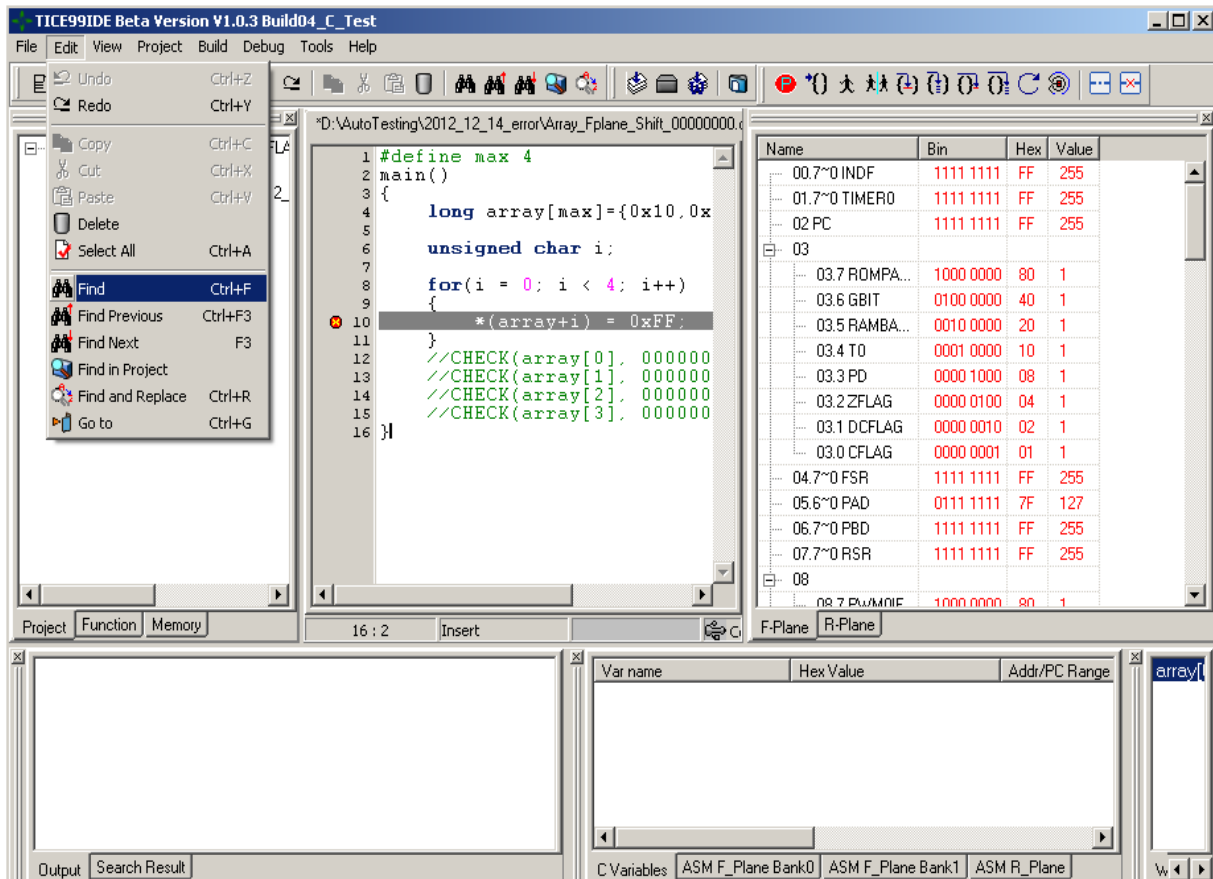 TICE99IDE Beta Version V1.0.3 Build04_C_Test
File Edit View Project Build Debug Tools Help
Undo Ctrl+Z
Redo Ctrl+Y
Copy Ctrl+C
Cut Ctrl+X
Paste Ctrl+V
Delete
Select All Ctrl+A
Find Ctrl+F
Find Previous Ctrl+F3
Find Next F3
Find in Project
Find and Replace Ctrl+R
Go to Ctrl+G
Project Function Memory
*D:\AutoTesting\2012_12_14_error\Array_Fplane_Shift_00000000.c
1 #define max 4
2 main()
3 {
4 long array[max]={0x10,0x
5
6 unsigned char i;
7
8 for(i = 0; i < 4; i++)
9 {
10 *(array+i) = 0xFF;
11 }
12 //CHECK(array[0], 000000
13 //CHECK(array[1], 000000
14 //CHECK(array[2], 000000
15 //CHECK(array[3], 000000
16 }
16 : 2 Insert
Name Bin Hex Value
00.7~0 INDF 1111 1111 FF 255
01.7~0 TIMER0 1111 1111 FF 255
02 PC 1111 1111 FF 255
03
03.7 ROMPA... 1000 0000 80 1
03.6 GBIT 0100 0000 40 1
03.5 RAMBA... 0010 0000 20 1
03.4 T0 0001 0000 10 1
03.3 PD 0000 1000 08 1
03.2 ZFLAG 0000 0100 04 1
03.1 DCFLAG 0000 0010 02 1
03.0 CFLAG 0000 0001 01 1
04.7~0 FSR 1111 1111 FF 255
05.6~0 PAD 0111 1111 7F 127
06.7~0 PBD 1111 1111 FF 255
07.7~0 RSR 1111 1111 FF 255
08
08.7 PWM0IE 1000 0000 80 1
F-Plane R-Plane
Output Search Result
Var name Hex Value Addr/PC Range
C Variables ASM F_Plane Bank0 ASM F_Plane Bank1 ASM R_Plane
array[